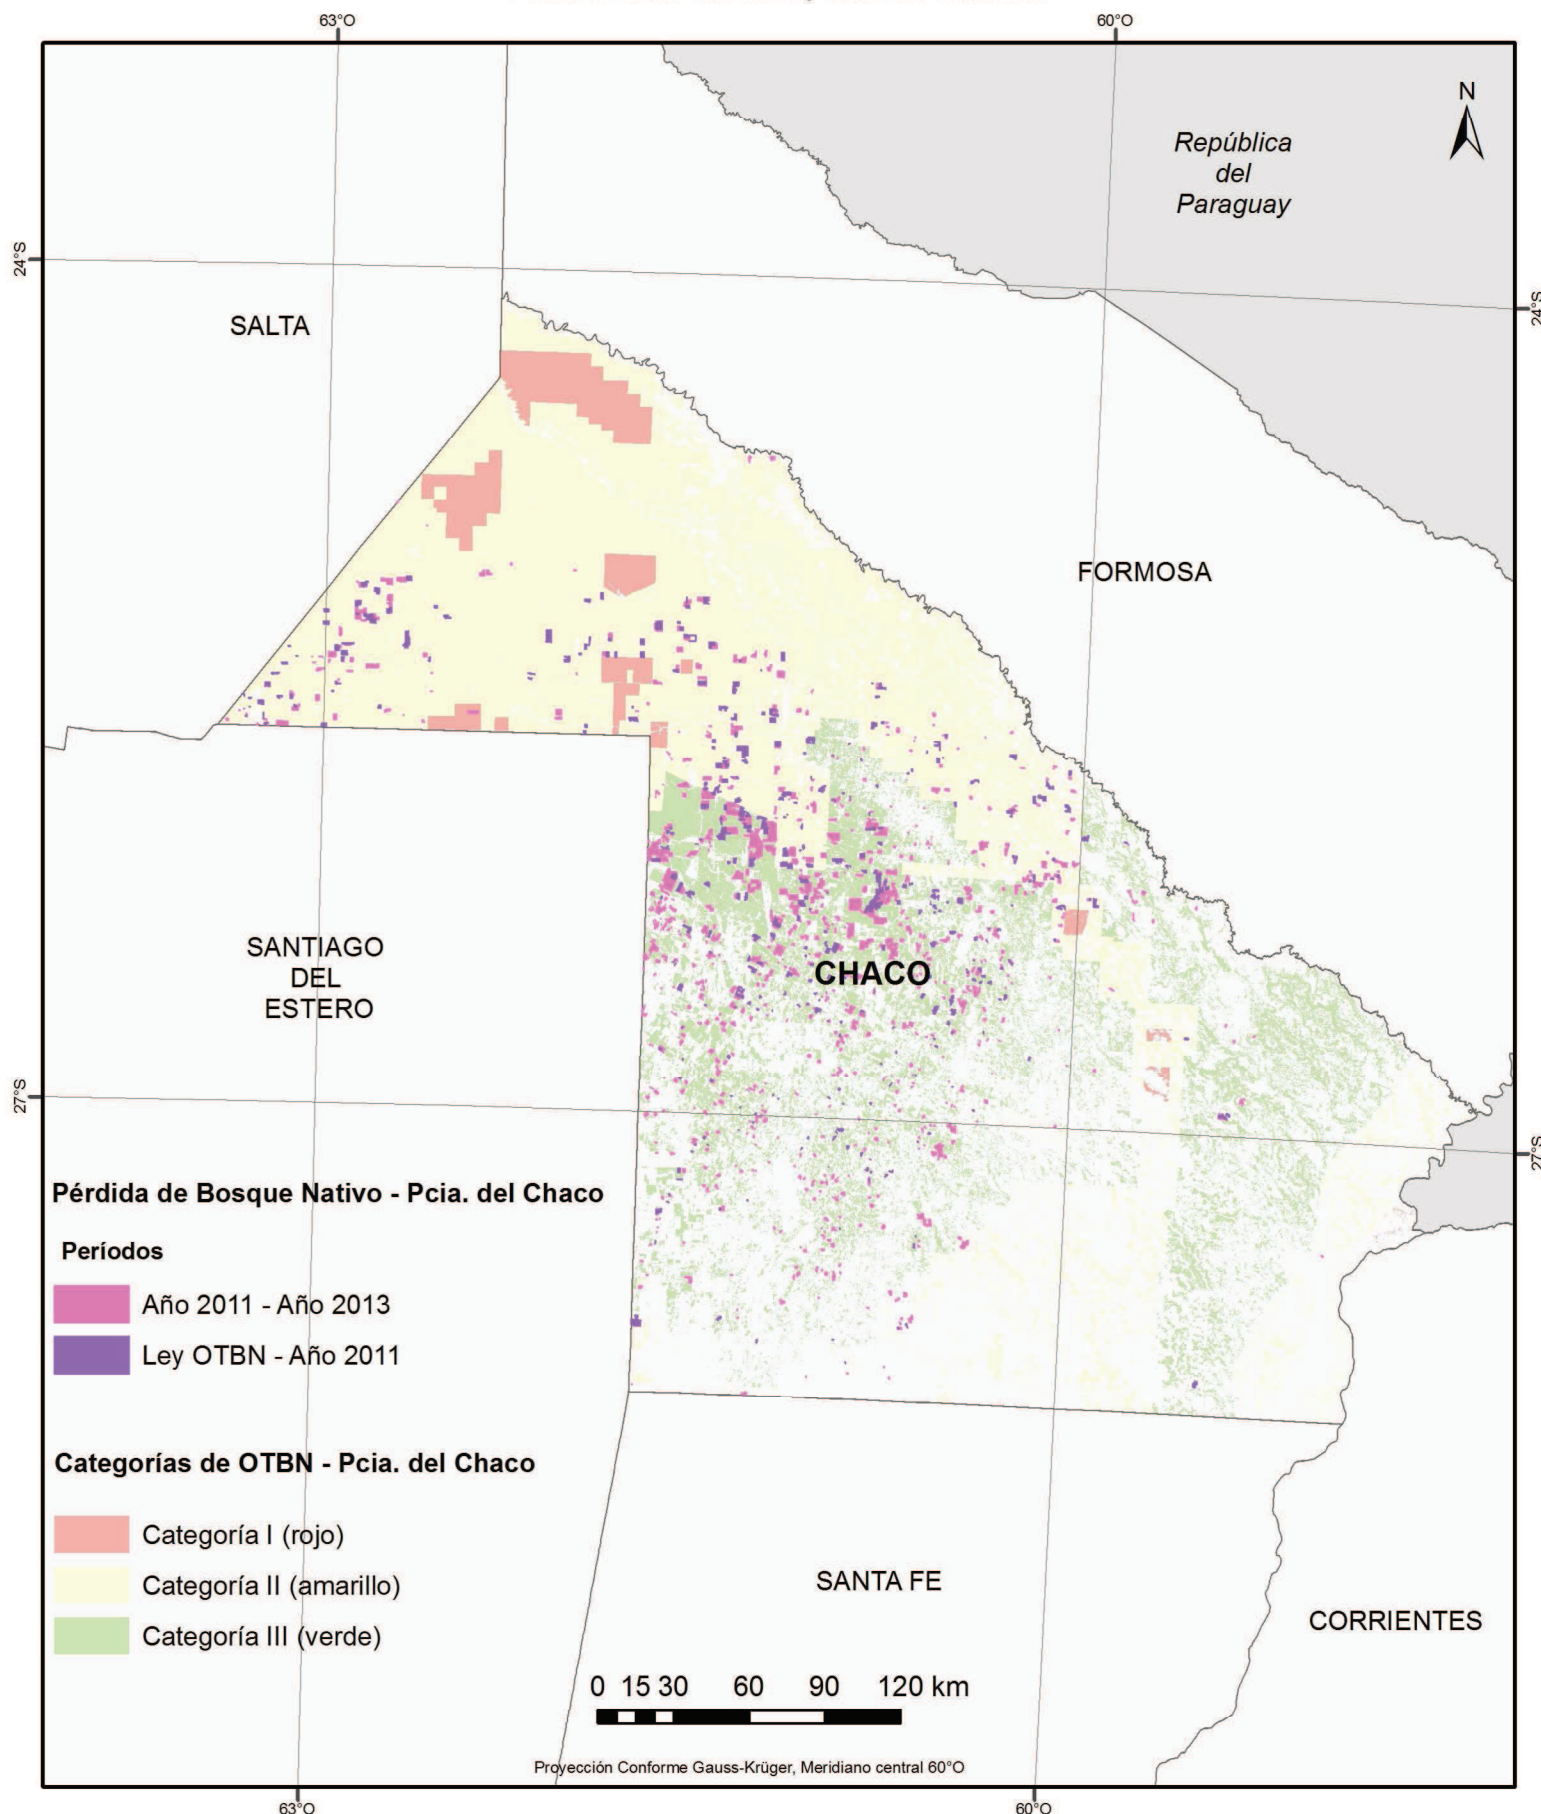 63°O
60°O
N
República
del
Paraguay
24°S
24°S
SALTA
FORMOSA
SANTIAGO
DEL
ESTERO
CHACO
27°S
27°S
Pérdida de Bosque Nativo - Pcia. del Chaco
Períodos
Año 2011 - Año 2013
Ley OTBN - Año 2011
Categorías de OTBN - Pcia. del Chaco
Categoría I (rojo)
Categoría II (amarillo)
Categoría III (verde)
SANTA FE
CORRIENTES
0 15 30 60 90 120 km
Proyección Conforme Gauss-Krüger, Meridiano central 60°O
63°O
60°O